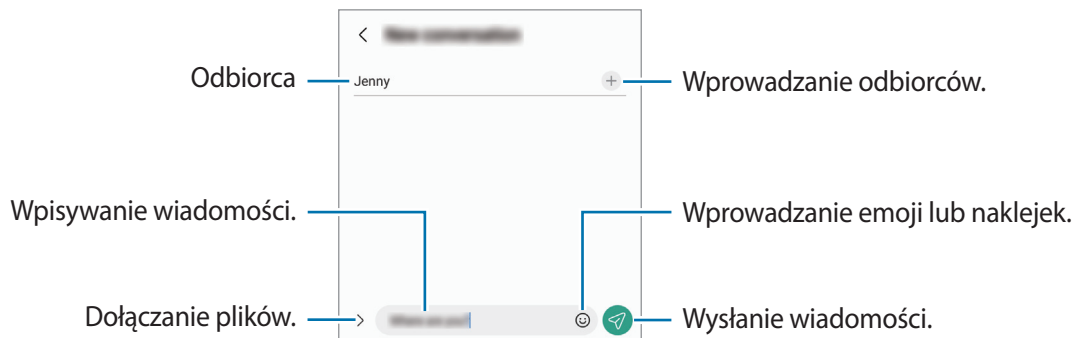 Odbiorca
Jenny
Wprowadzanie odbiorców.
Wpisywanie wiadomości.
Wprowadzanie emoji lub naklejek.
Dołączanie plików.
Wysłanie wiadomości.